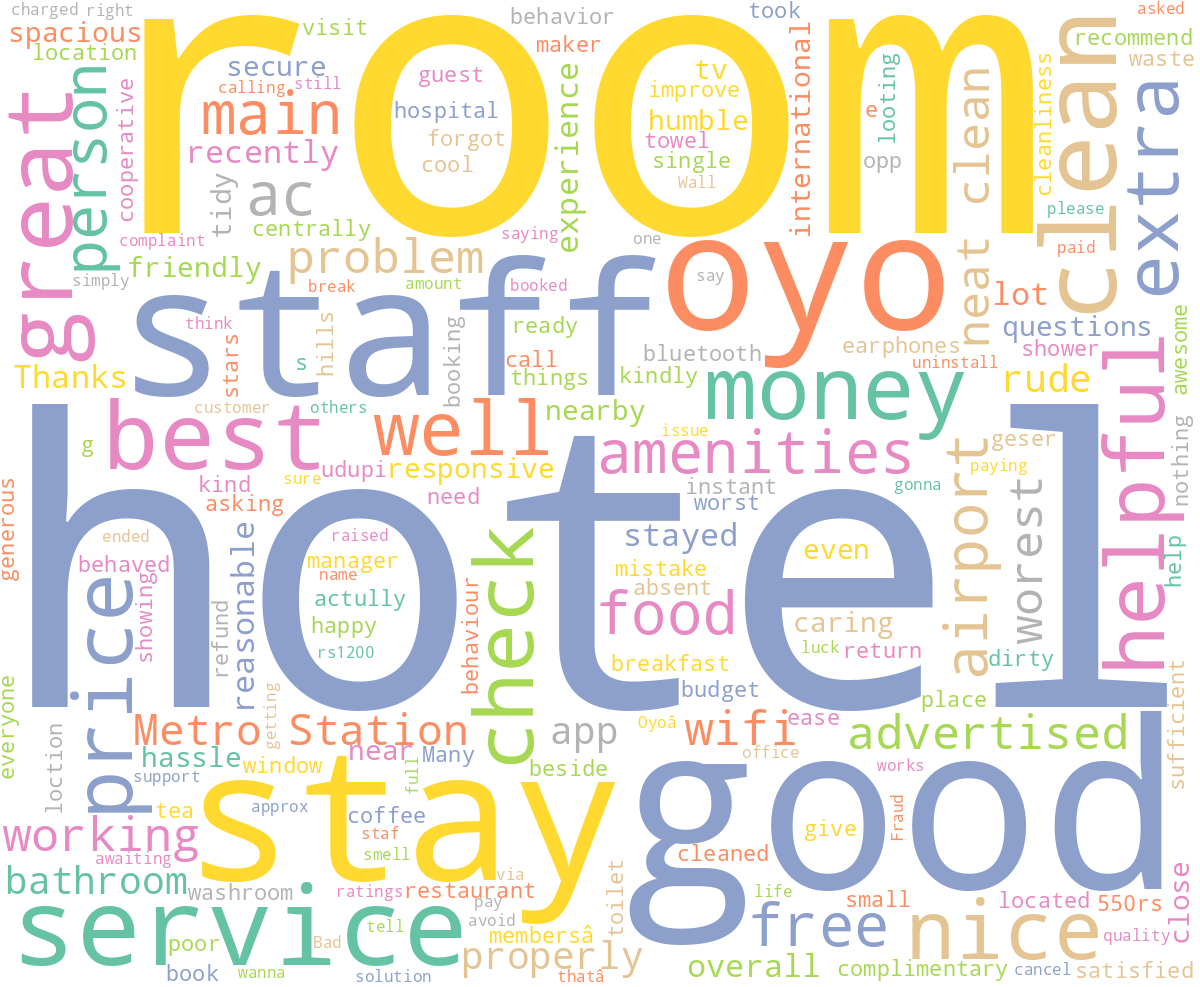 charged right
behavior
took
asked
spacious
visit
maker
recommend
location
room
secure
guest
tv
waste
calling still
improve
main
hospital
humble
e
looting
forgot
towel
recently
cool
single
opp
Wall
great
person
cooperative
tidy
ac
experience
international
neat clean
cleanliness
clean
extra
please
centrally
complaint
saying
one
paid
friendly
problem
simply
break
amount
booked
say
staff
oyo
lot
think
hills
ready
questions
stars
s
booking
call
bluetooth
earphones
shower
awesome
Thanks
things
kindly
uninstall
rude
money
customer
others
nearby
best
well
issue
geser
g
amenities
udupi
responsive
paying
helpful
nothing
kind
sure
need
instant
gonna
asking
worst
generous
hotel
airport
worest
ended
raised
stayed
even
help
behaved
manager
mistake
name
absent
price
showing
refund
reasonable
actully
check
behaviour
food
happy
caring
rs1200
luck
return
dirty
breakfast
budget
place
everyone
getting
Metro Station
Oyoâ
ease
app
wifi
advertised
sufficient
loction
hassle
near
Many
office
window
full
beside
works
support
tea
approx
coffee
stay
good
working
staf
give
Fraud
awaiting
smell
cleaned
bathroom
washroom
via
ratings
restaurant
life
pay
small
located
550rs
close
service
tell
avoid
toilet
free
nice
poor
Bad
membersâ
quality
properly
book
wanna
solution
thatâ
overall
complimentary
cancel
satisfied